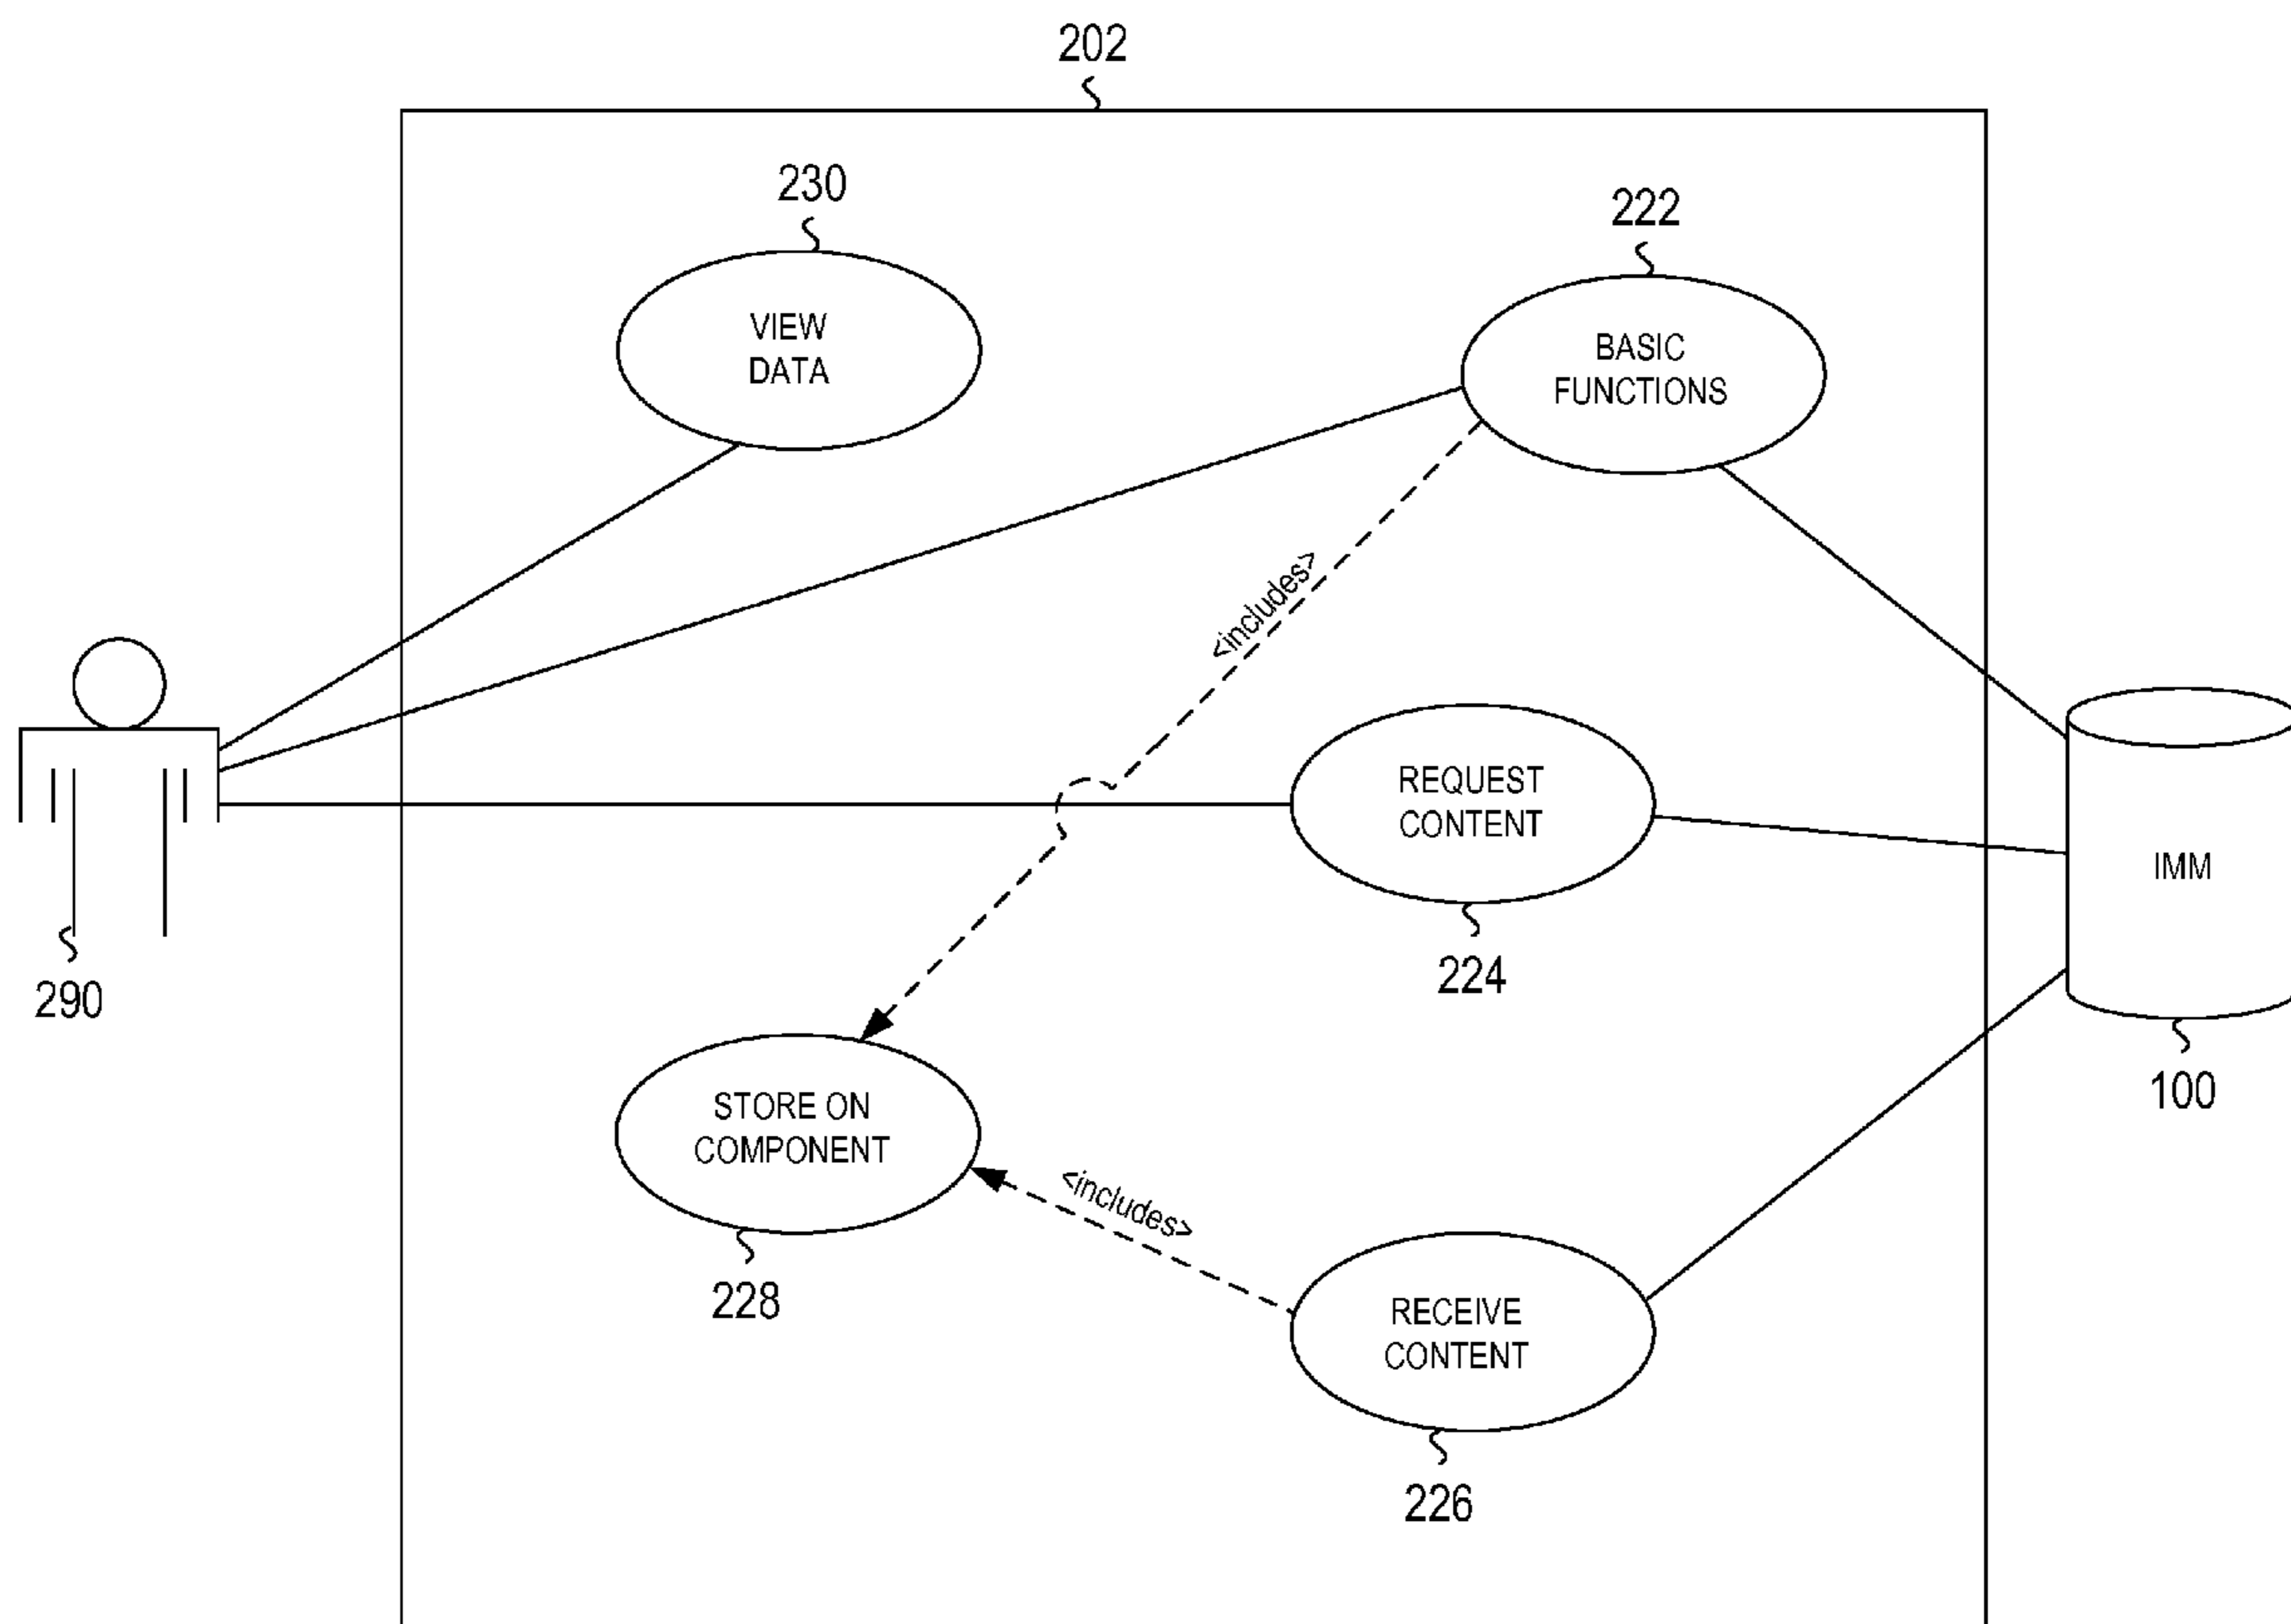 202
230
222
VIEW
DATA
BASIC
FUNCTIONS
<includes>
REQUEST
CONTENT
IMM
290
224
100
STORE ON
COMPONENT
<includes>
228
RECEIVE
CONTENT
226